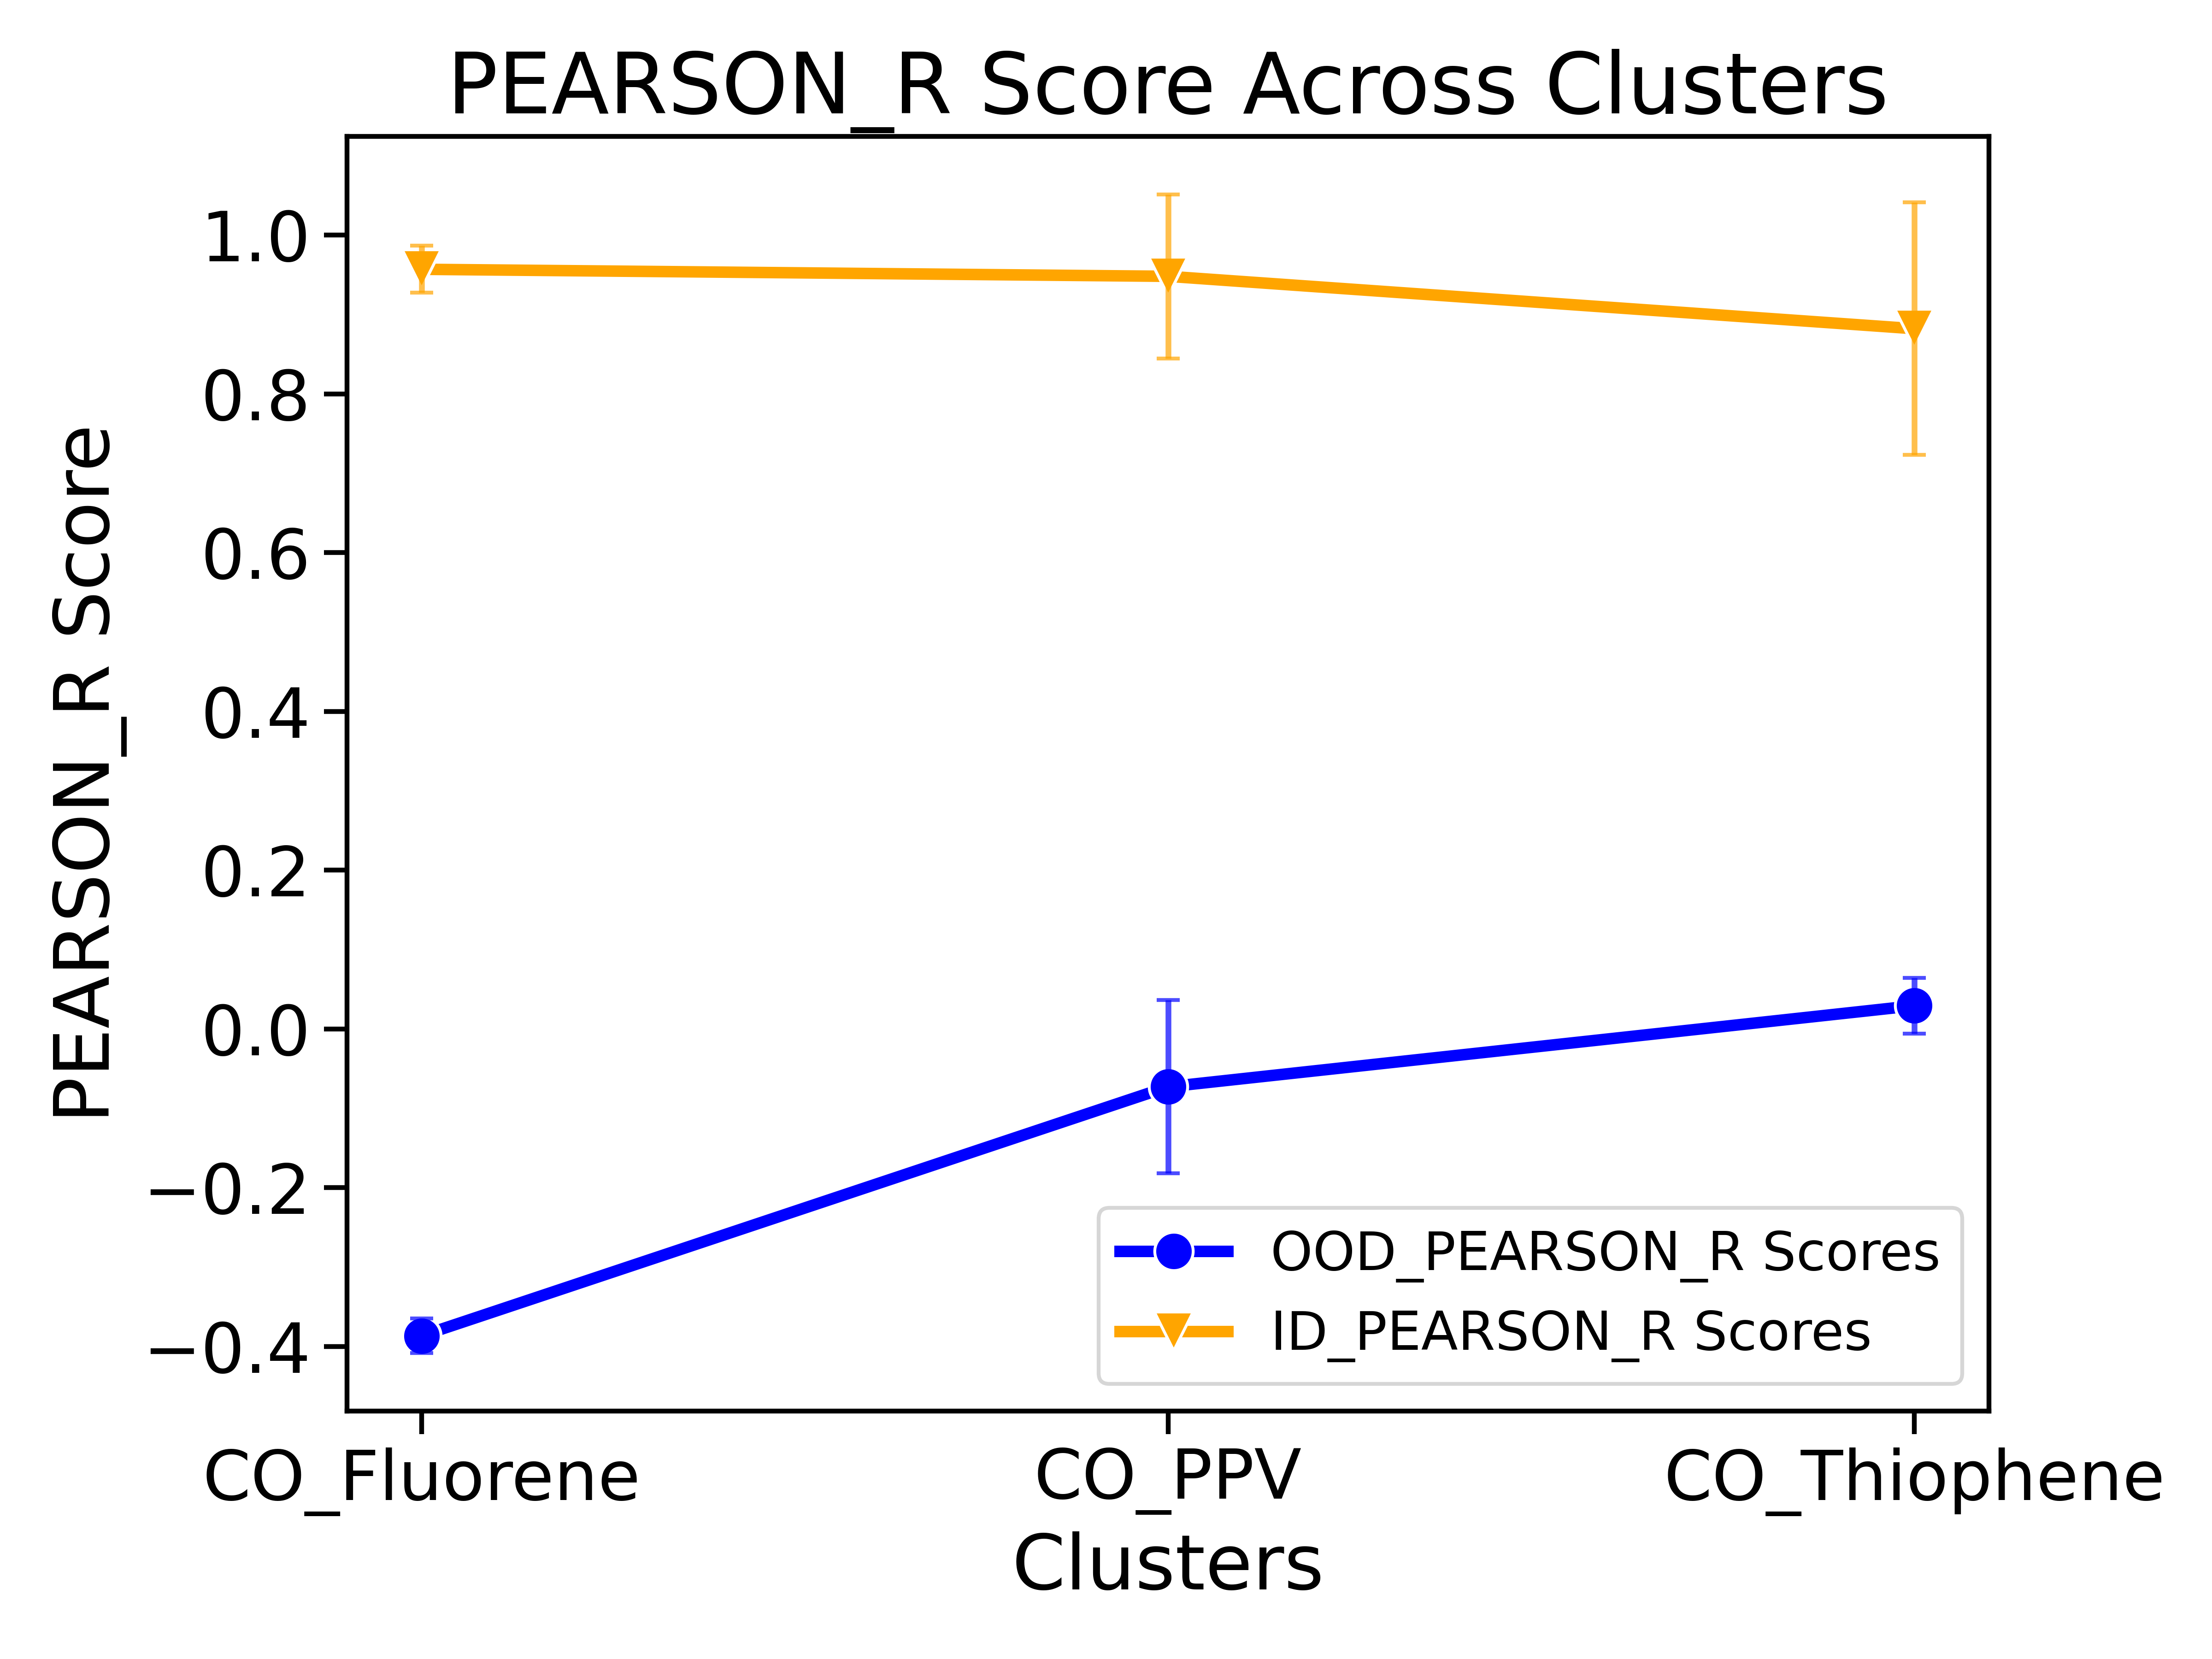 PEARSON_R Score Across Clusters
PEARSON_R Score
1.0
0.8
0.6
0.4
0.2
0.0
−0.2
−0.4
OOD_PEARSON_R Scores
ID_PEARSON_R Scores
CO_Fluorene CO_PPV CO_Thiophene
Clusters